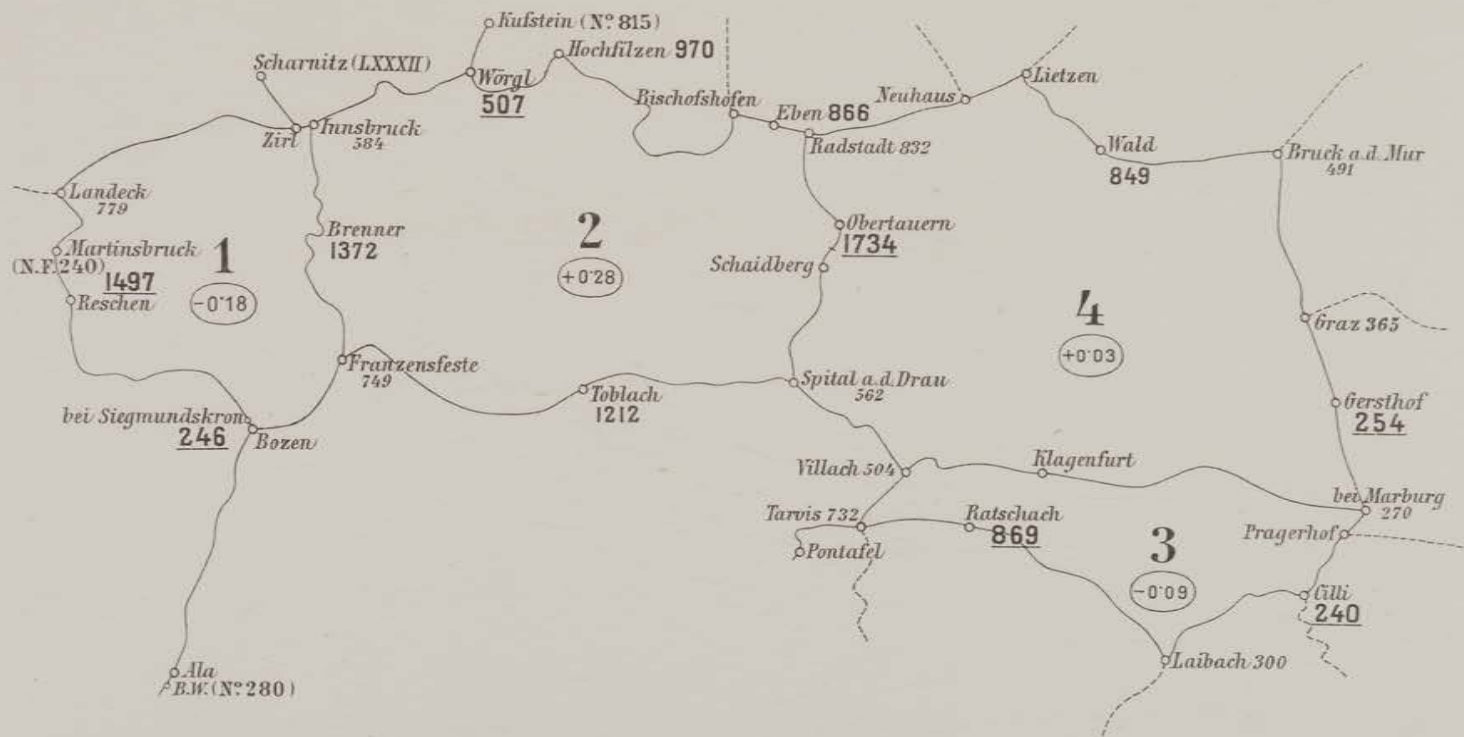 Kufstein (Nº 815)
Hochfilzen 970
Scharnitz (LXXXII)
Wörgl
507
Bischofshofen
Eben 866
Radstadt 832
Neuhaus
Lietzen
Wald
849
Bruck a.d. Mur
491
Zirl
Innsbruck
584
Landeck
779
Martinsbruck
(N.F. 240)
1497
Reschen
1
-0·18
Brenner
1372
2
+0·28
Obertauern
1734
Schaidberg
4
+0·03
Graz 365
Franzensfeste
749
Toblach
1212
Spital a.d. Drau
562
bei Siegmundskron
246
Bozen
Gersthof
254
Villach 504
Klagenfurt
bei Marburg
270
Tarvis 732
Ratschach
869
Pragerhof
Pontafel
3
-0·09
Cilli
240
Laibach 300
Ala
B.W. (Nº 280)